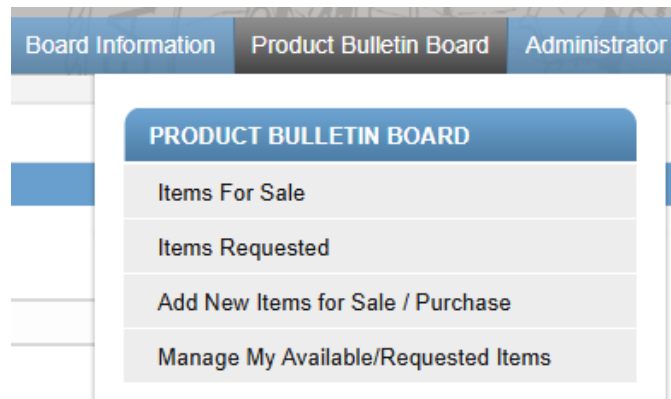 Board Information Product Bulletin Board Administrator
PRODUCT BULLETIN BOARD
Items For Sale
Items Requested
Add New Items for Sale / Purchase
Manage My Available/Requested Items